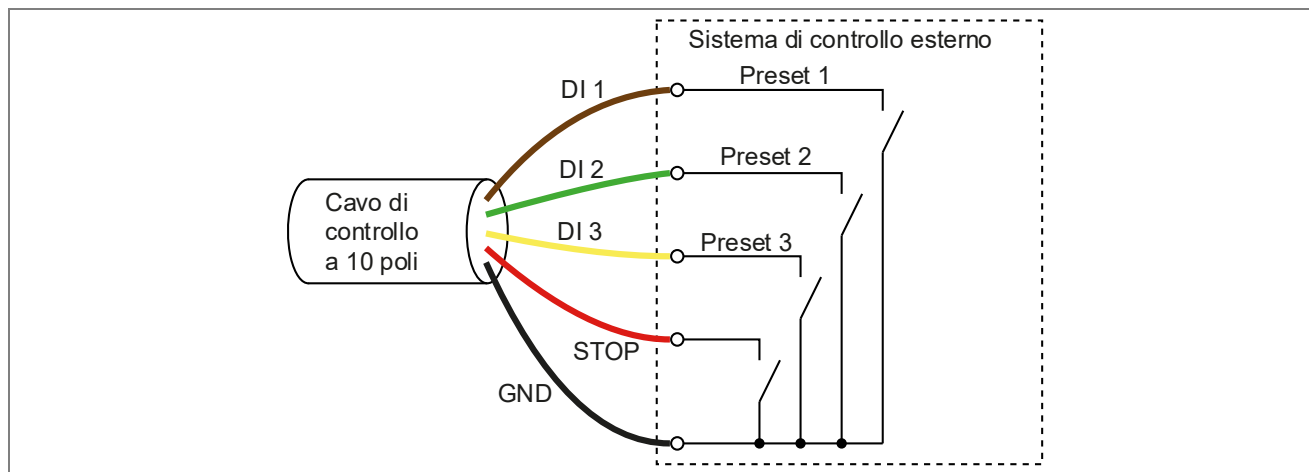 Sistema di controllo esterno
DI 1
Preset 1
DI 2
Preset 2
Cavo di
controllo
a 10 poli
DI 3
Preset 3
STOP
GND